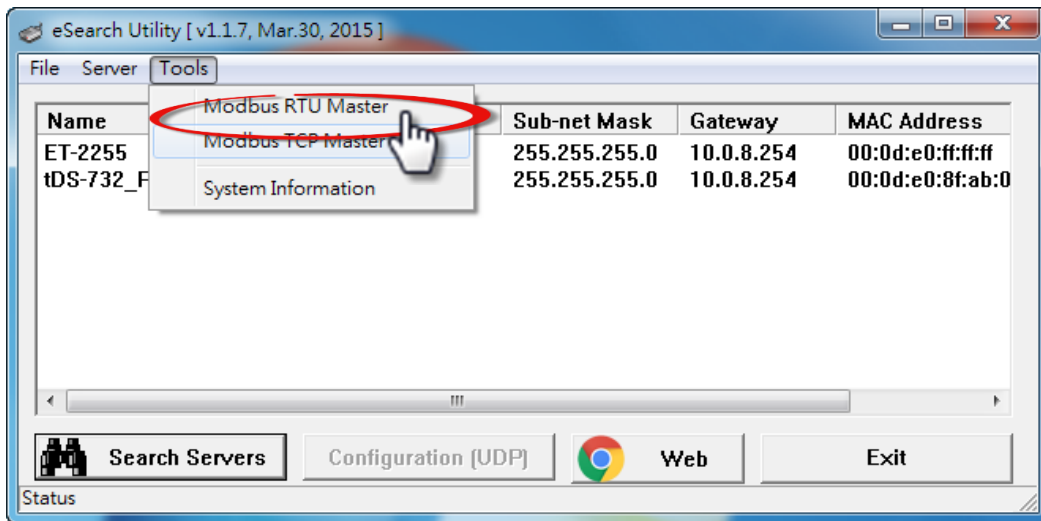 eSearch Utility [ v1.1.7, Mar.30, 2015 ]
File Server Tools
Modbus RTU Master
Modbus TCP Master
System Information
Name Sub-net Mask Gateway MAC Address
ET-2255 255.255.255.0 10.0.8.254 00:0d:e0:ff:ff:ff
tDS-732_F 255.255.255.0 10.0.8.254 00:0d:e0:8f:ab:0
Search Servers Configuration (UDP) Web Exit
Status